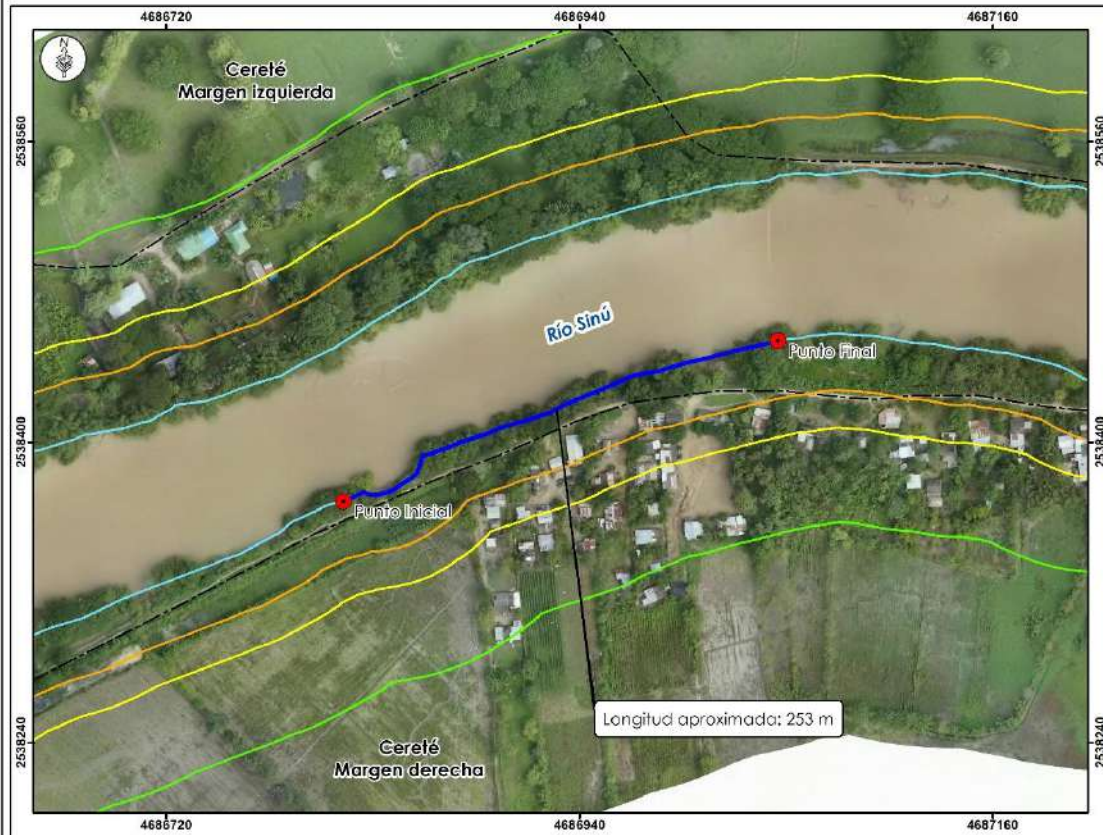 4686720
4686940
4687160
N
Cereté
Margen izquierda
2538560
2538560
Río Sinú
Punto Final
2538400
2538400
Punto Inicial
Longitud aproximada: 253 m
2538240
2538240
Cereté
Margen derecha
4686720
4686940
4687160